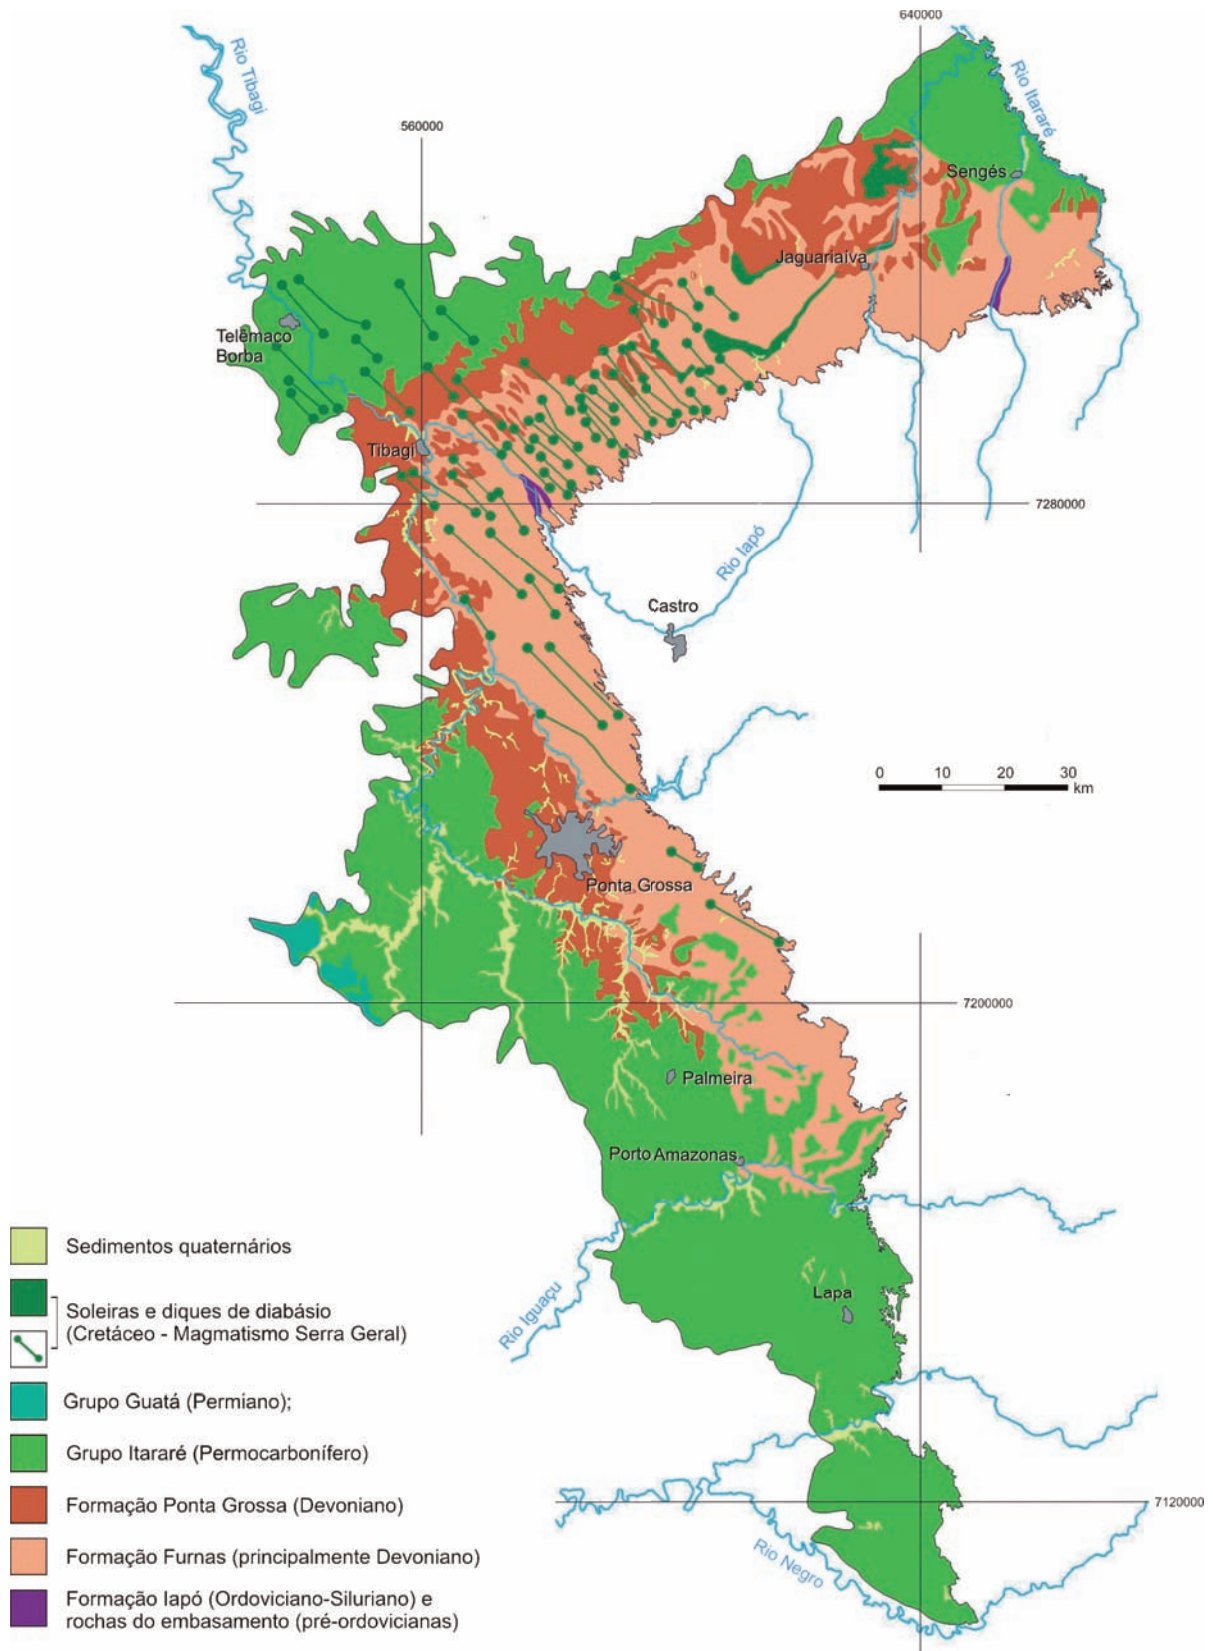 640000
Rio Tibagi
Rio Itararé
560000
Sengés
Jaguariaíva
Telêmaco
Borba
Tibagi
7280000
Rio Iapó
Castro
0 10 20 30
km
Ponta Grossa
7200000
Palmeira
Porto Amazonas
Rio Iguaçu
Lapa
7120000
Rio Negro
Sedimentos quaternários
Soleiras e diques de diabásio
(Cretáceo - Magmatismo Serra Geral)
Grupo Guatá (Permiano);
Grupo Itararé (Permocarbonífero)
Formação Ponta Grossa (Devoniano)
Formação Furnas (principalmente Devoniano)
Formação Iapó (Ordoviciano-Siluriano) e
rochas do embasamento (pré-ordovicianas)